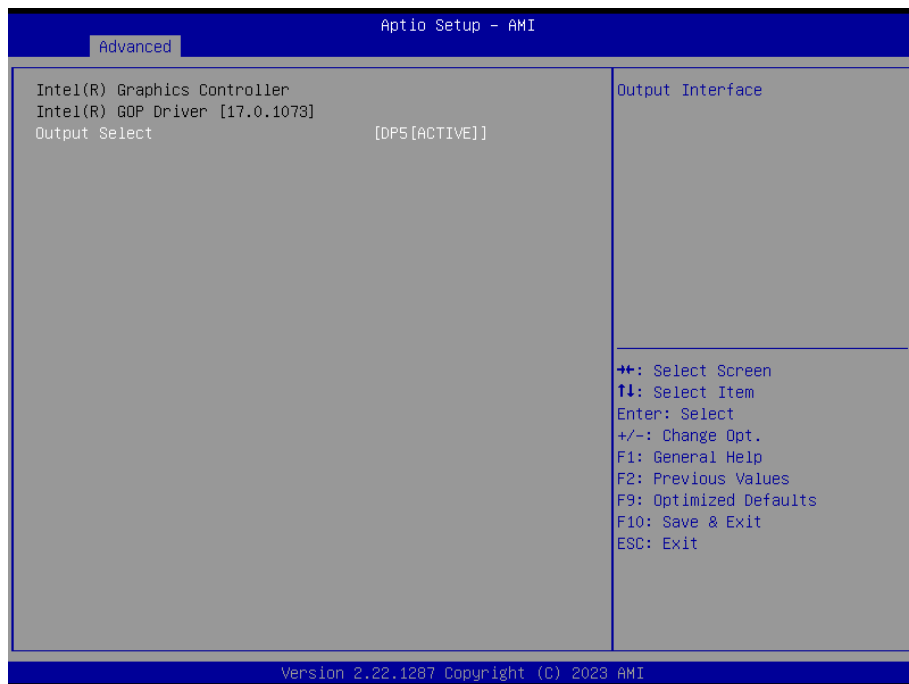 Aptio Setup – AMI
Advanced
Intel(R) Graphics Controller
Intel(R) GOP Driver [17.0.1073]
Output Select [DP5[ACTIVE]]
Output Interface
→←: Select Screen
↑↓: Select Item
Enter: Select
+/-: Change Opt.
F1: General Help
F2: Previous Values
F9: Optimized Defaults
F10: Save & Exit
ESC: Exit
Version 2.22.1287 Copyright (C) 2023 AMI